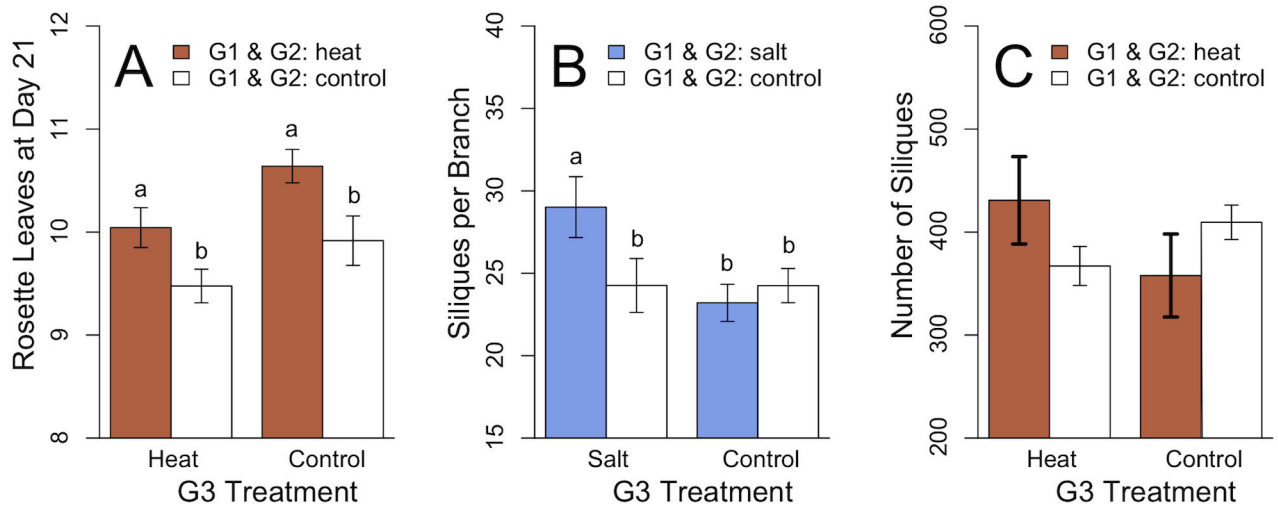 Rosette Leaves at Day 21
12
11
10
9
8
A
G1 & G2: heat
G1 & G2: control
a
b
a
b
Heat
Control
G3 Treatment
Siliques per Branch
40
35
30
25
20
15
B
G1 & G2: salt
G1 & G2: control
a
b
b
b
Salt
Control
G3 Treatment
Number of Siliques
600
500
400
300
200
C
G1 & G2: heat
G1 & G2: control
Heat
Control
G3 Treatment